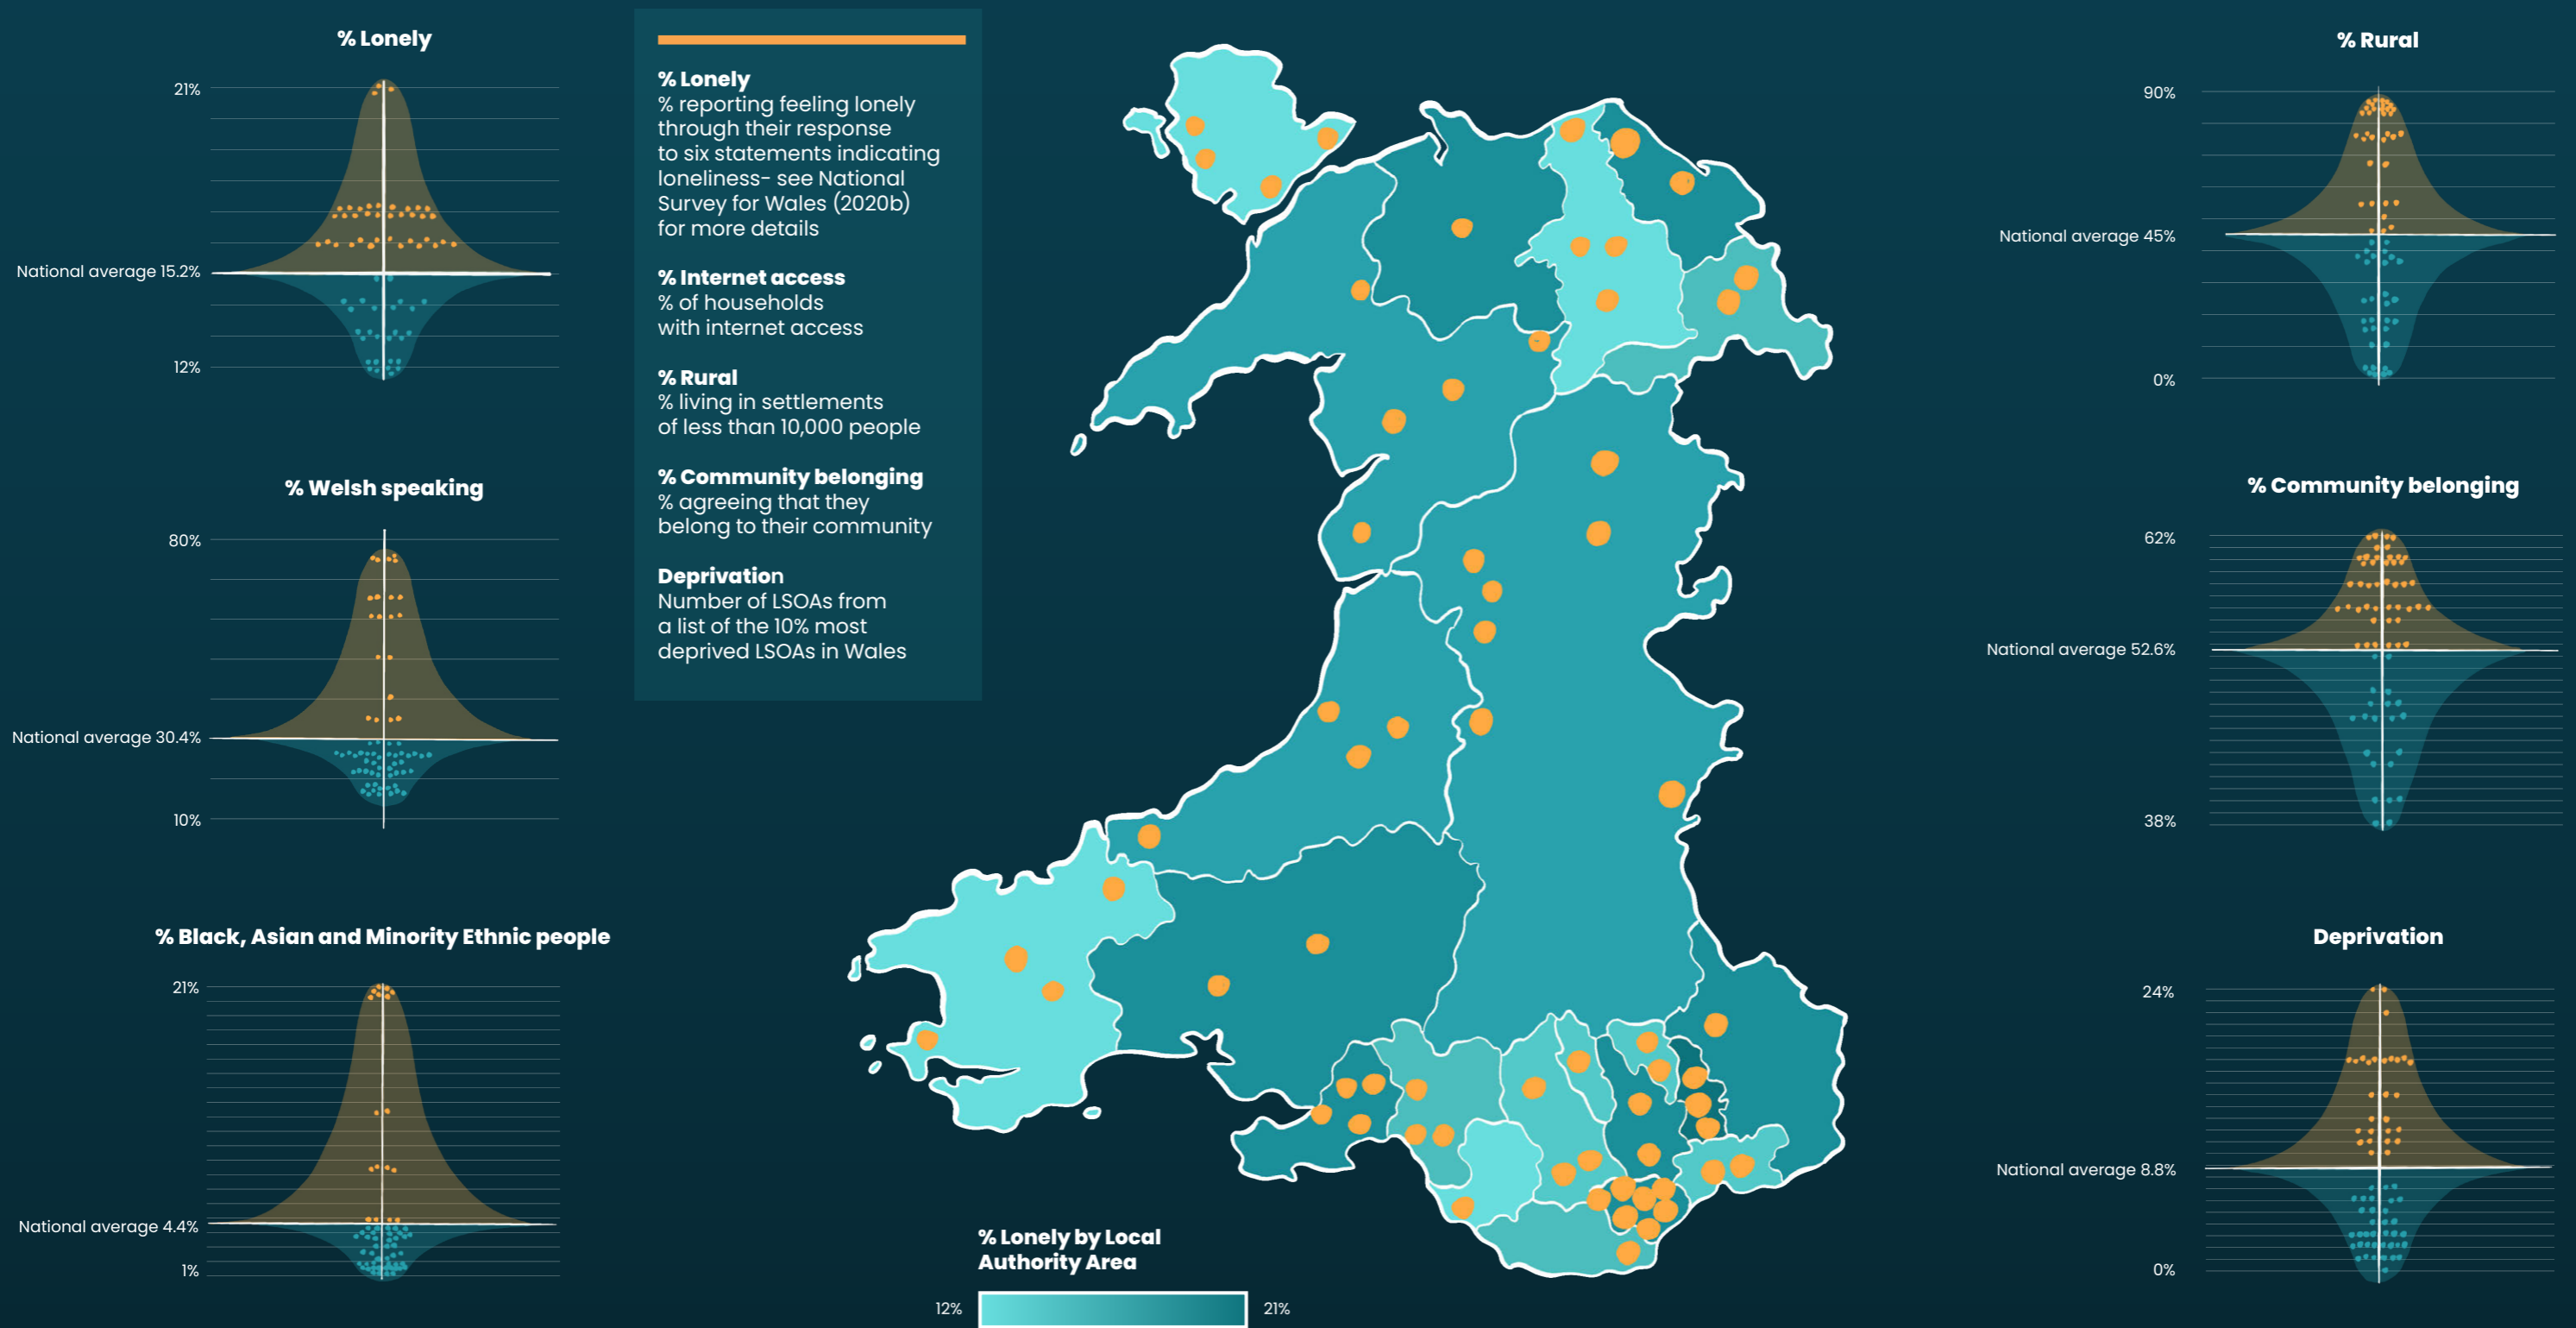 % Lonely
21%
National average 15.2%
12%
% Welsh speaking
80%
National average 30.4%
10%
% Black, Asian and Minority Ethnic people
21%
National average 4.4%
1%
% Lonely
% reporting feeling lonely
through their response
to six statements indicating
loneliness- see National
Survey for Wales (2020b)
for more details
% Internet access
% of households
with internet access
% Rural
% living in settlements
of less than 10,000 people
% Community belonging
% agreeing that they
belong to their community
Deprivation
Number of LSOAs from
a list of the 10% most
deprived LSOAs in Wales
% Lonely by Local
Authority Area
12%
21%
% Rural
90%
National average 45%
0%
% Community belonging
62%
National average 52.6%
38%
Deprivation
24%
National average 8.8%
0%